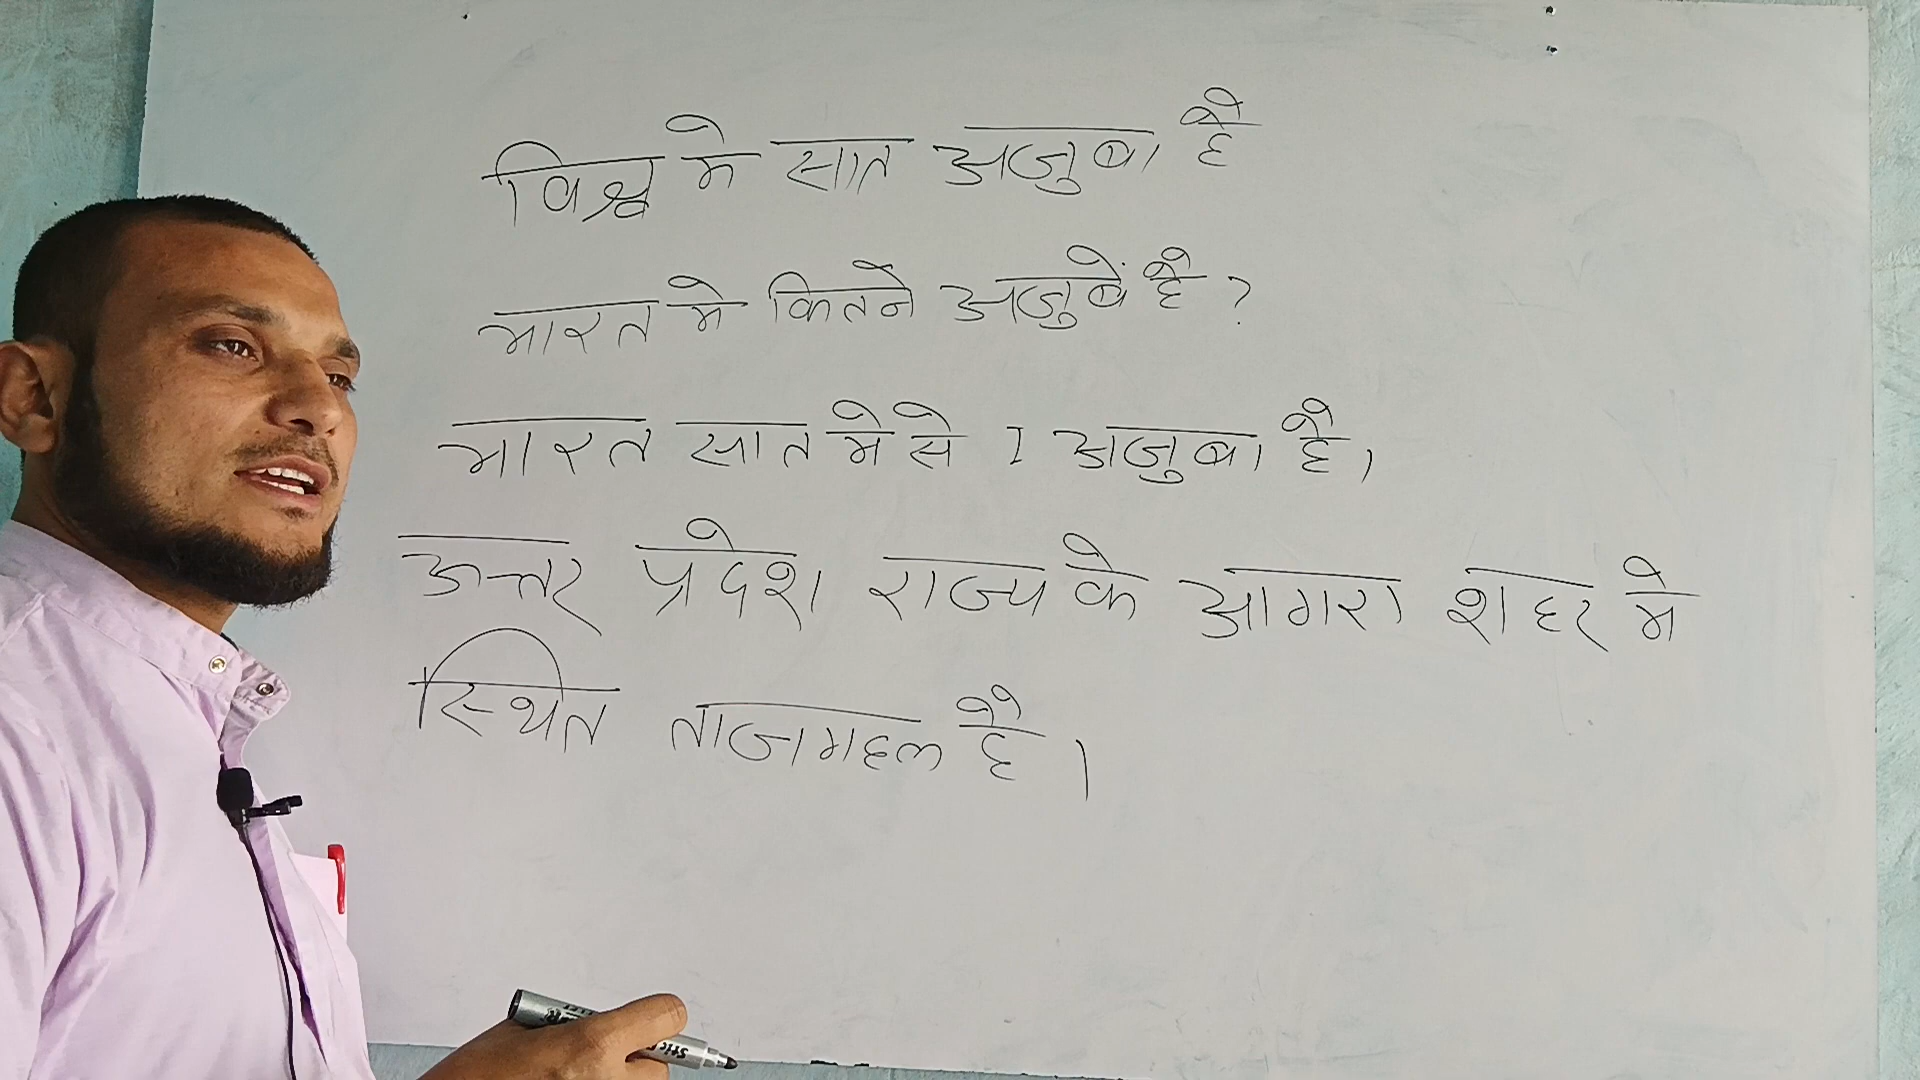 विश्व मे सात अजुबा है
भारत मे कितने अजुबें है ?
भारत सात मे से 1 अजुबा है।
उत्तर प्रदेश राज्य के आगरा शहर मे
स्थित ताजमहल है।